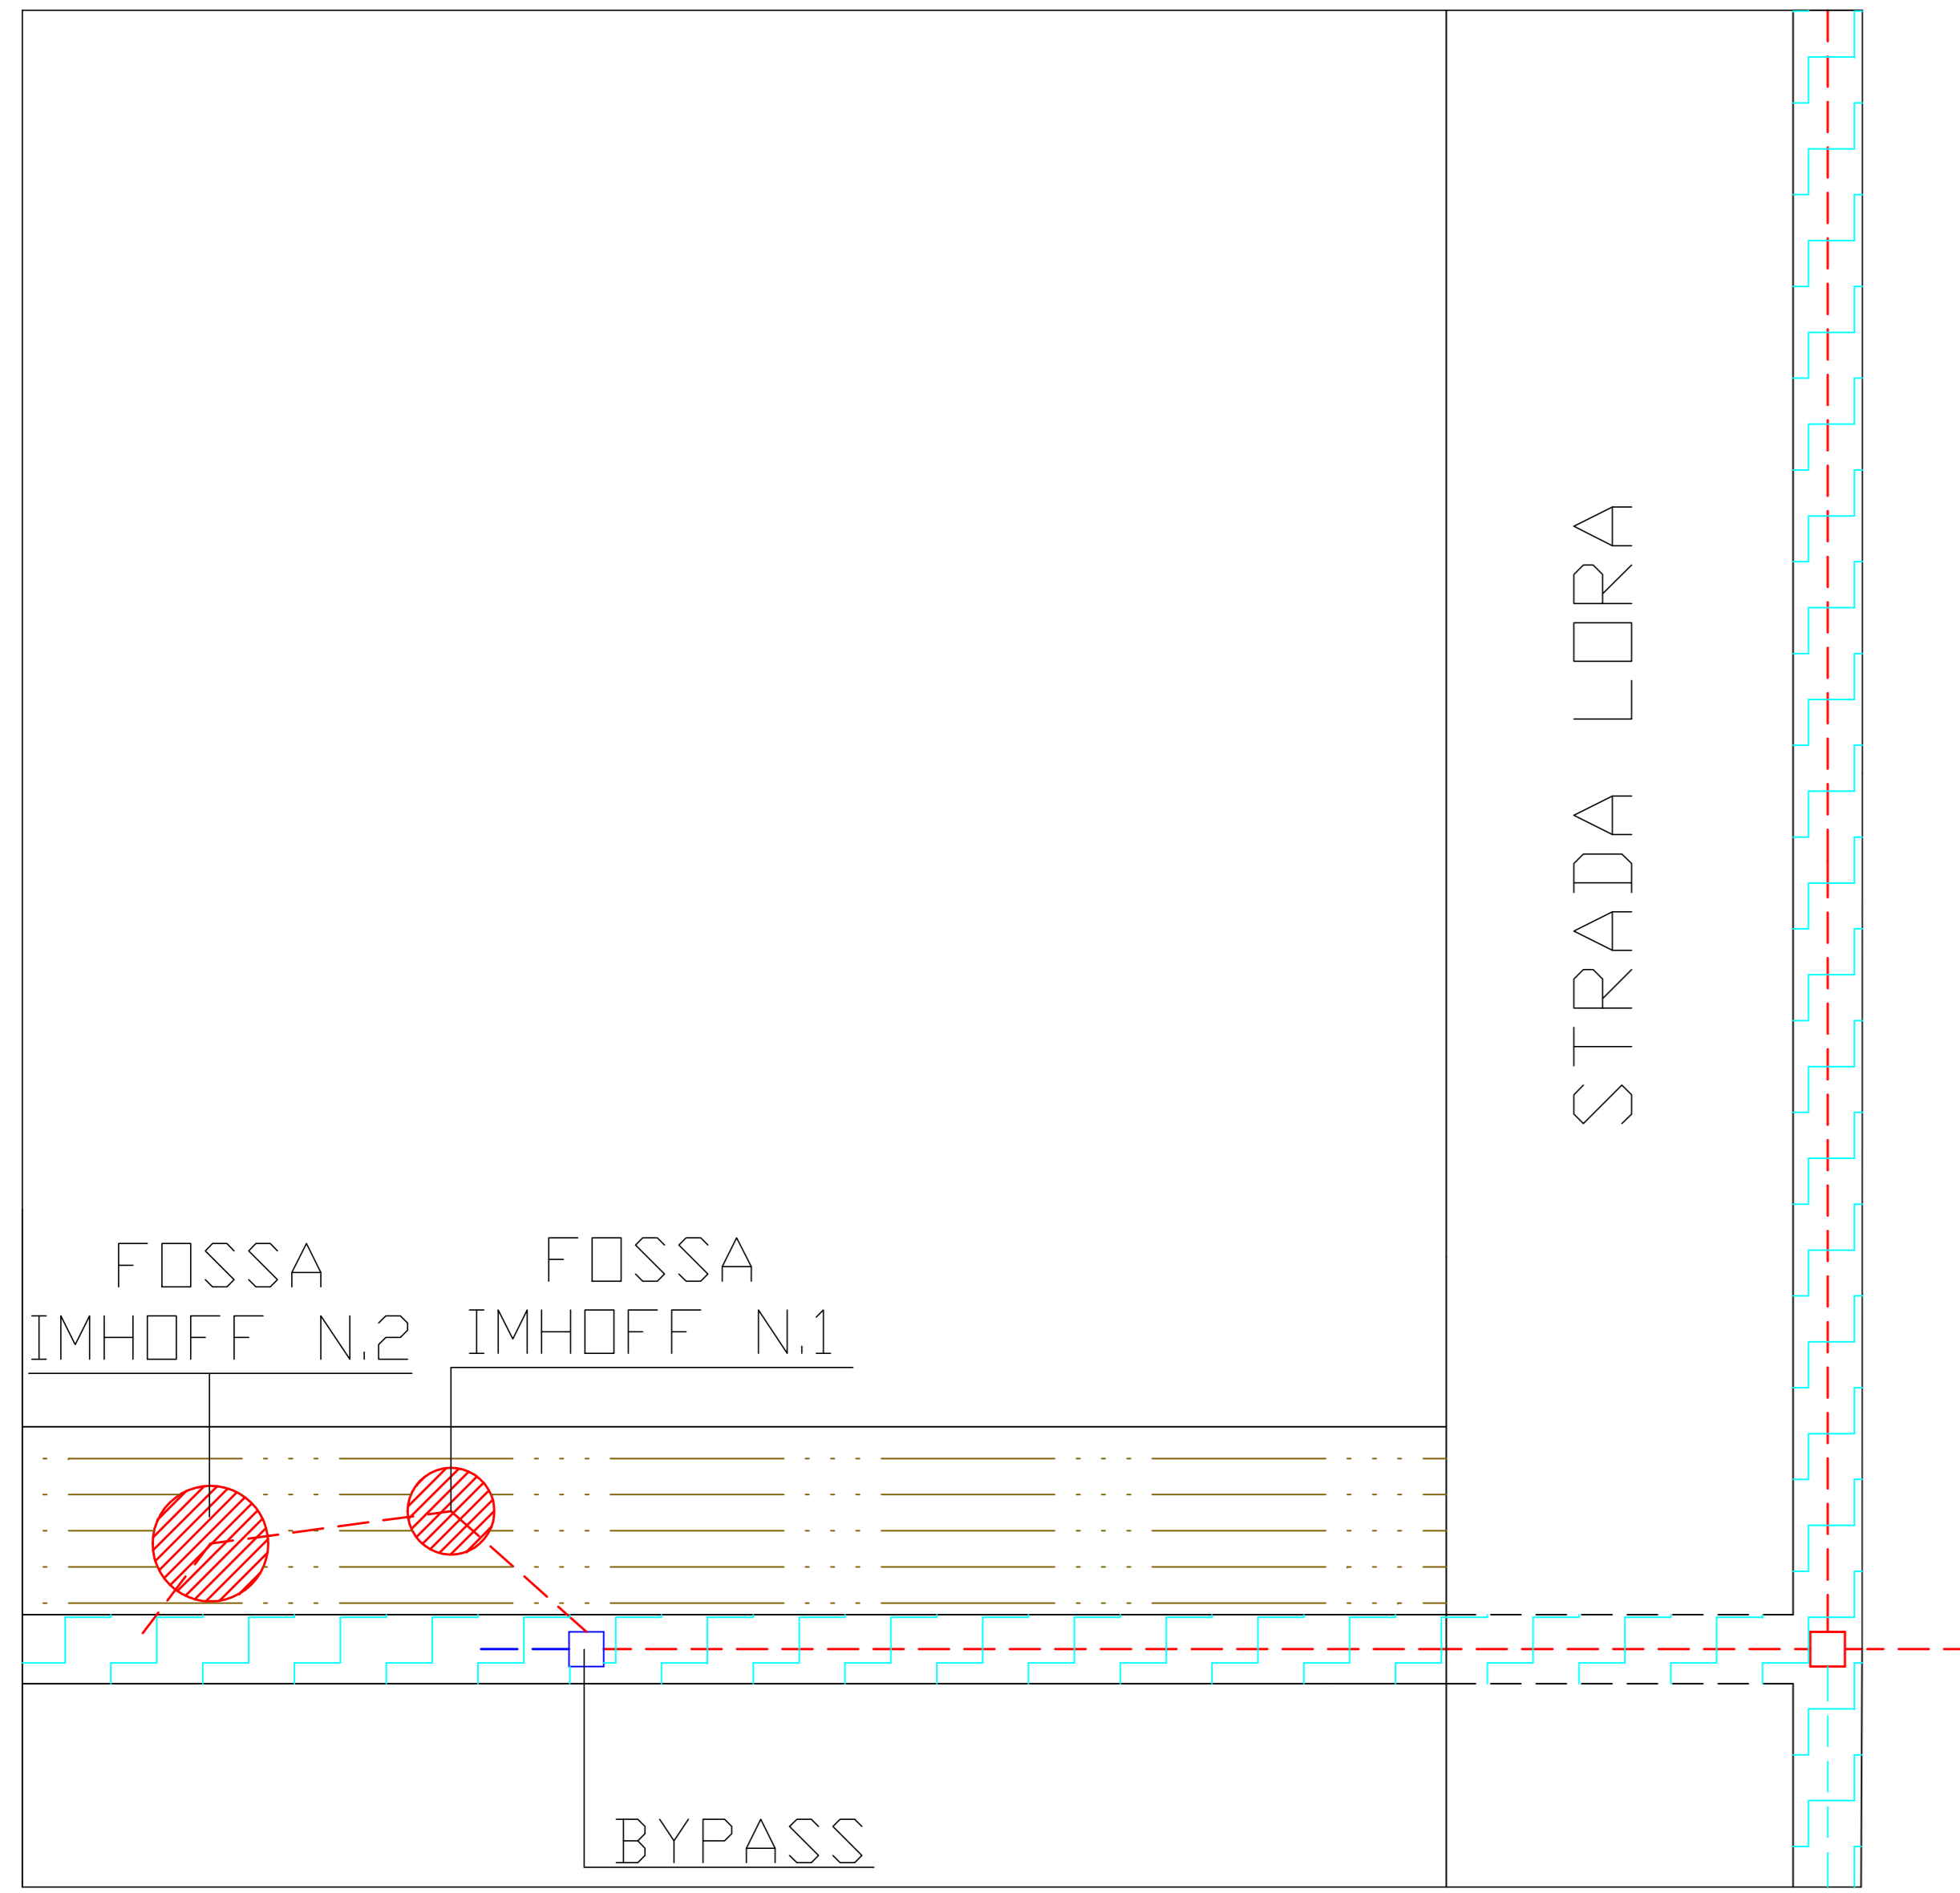 STRADA LORA
FOSSA
IMHOFF N.2
FOSSA
IMHOFF N.1
BYPASS